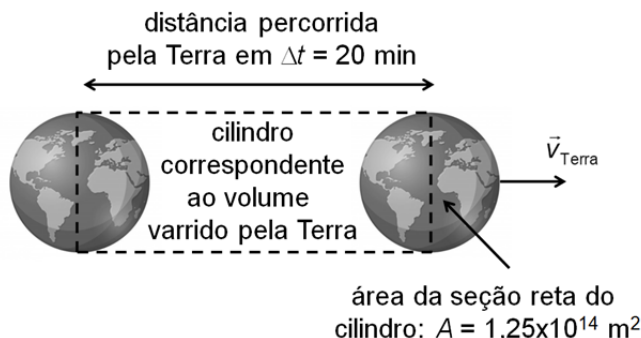 distância percorrida
pela Terra em Δt = 20 min
cilindro
correspondente
ao volume
varrido pela Terra
v⃗Terra
área da seção reta do
cilindro: A = 1,25x10¹⁴ m²